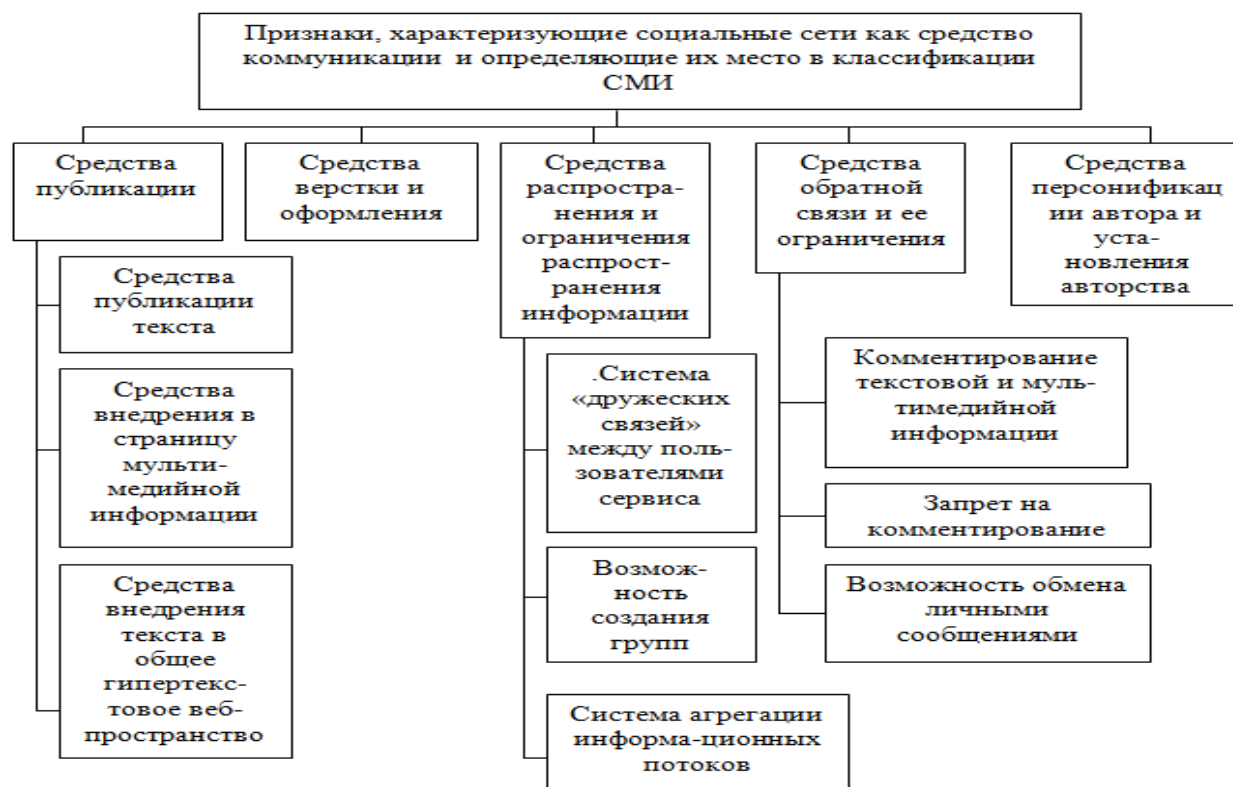 Признаки, характеризующие социальные сети как средство
коммуникации и определяющие их место в классификации
СМИ
Средства
публикации
Средства
верстки и
оформления
Средства
распростра-
нения и
ограничения
распрост-
ранения
информации
Средства
обратной
связи и ее
ограничения
Средства
персонификац
ии автора и
уста-
новления
авторства
Средства
публикации
текста
Средства
внедрения в
страницу
мульти-
медийной
информации
Средства
внедрения
текста в
общее
гипертекс-
товое веб-
пространство
.Система
«дружеских
связей»
между поль-
зователями
сервиса
Возмож-
ность
создания
групп
Система агрегации
информа-ционных
потоков
Комментирование
текстовой и муль-
тимедийной
информации
Запрет на
комментирование
Возможность обмена
личными
сообщениями